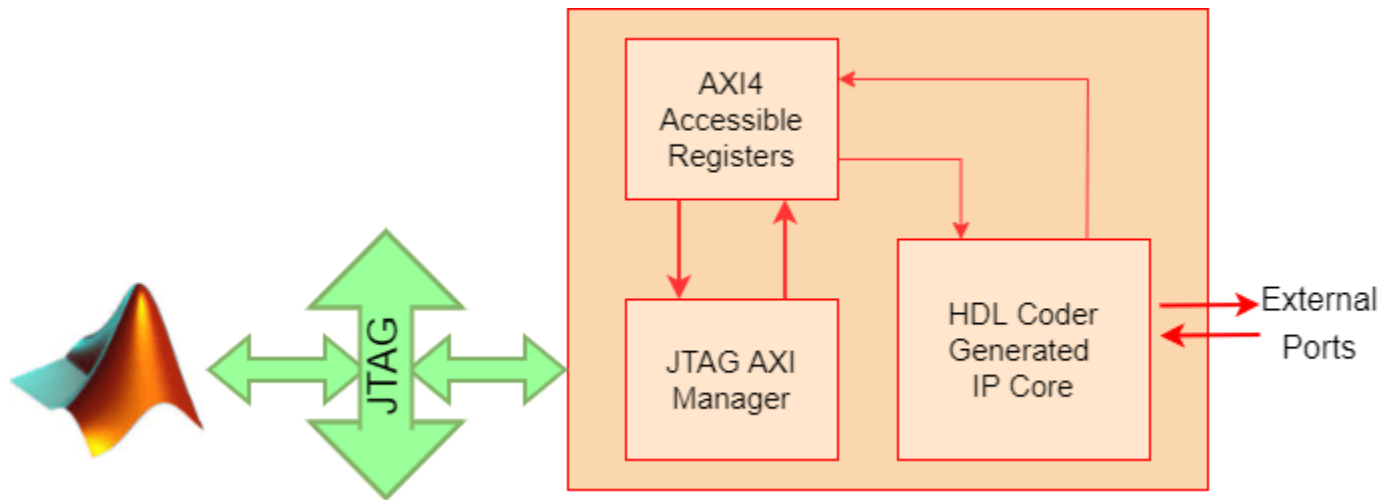 AXI4
Accessible
Registers
JTAG
JTAG AXI
Manager
HDL Coder
Generated
IP Core
External
Ports